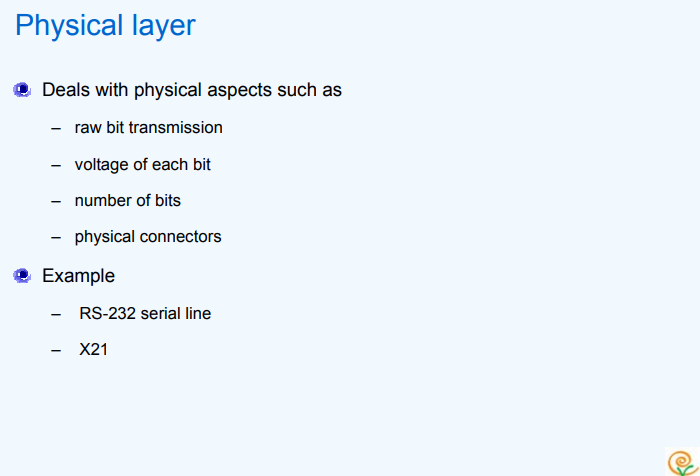 Physical layer
Deals with physical aspects such as
– raw bit transmission
– voltage of each bit
– number of bits
– physical connectors
Example
– RS-232 serial line
– X21